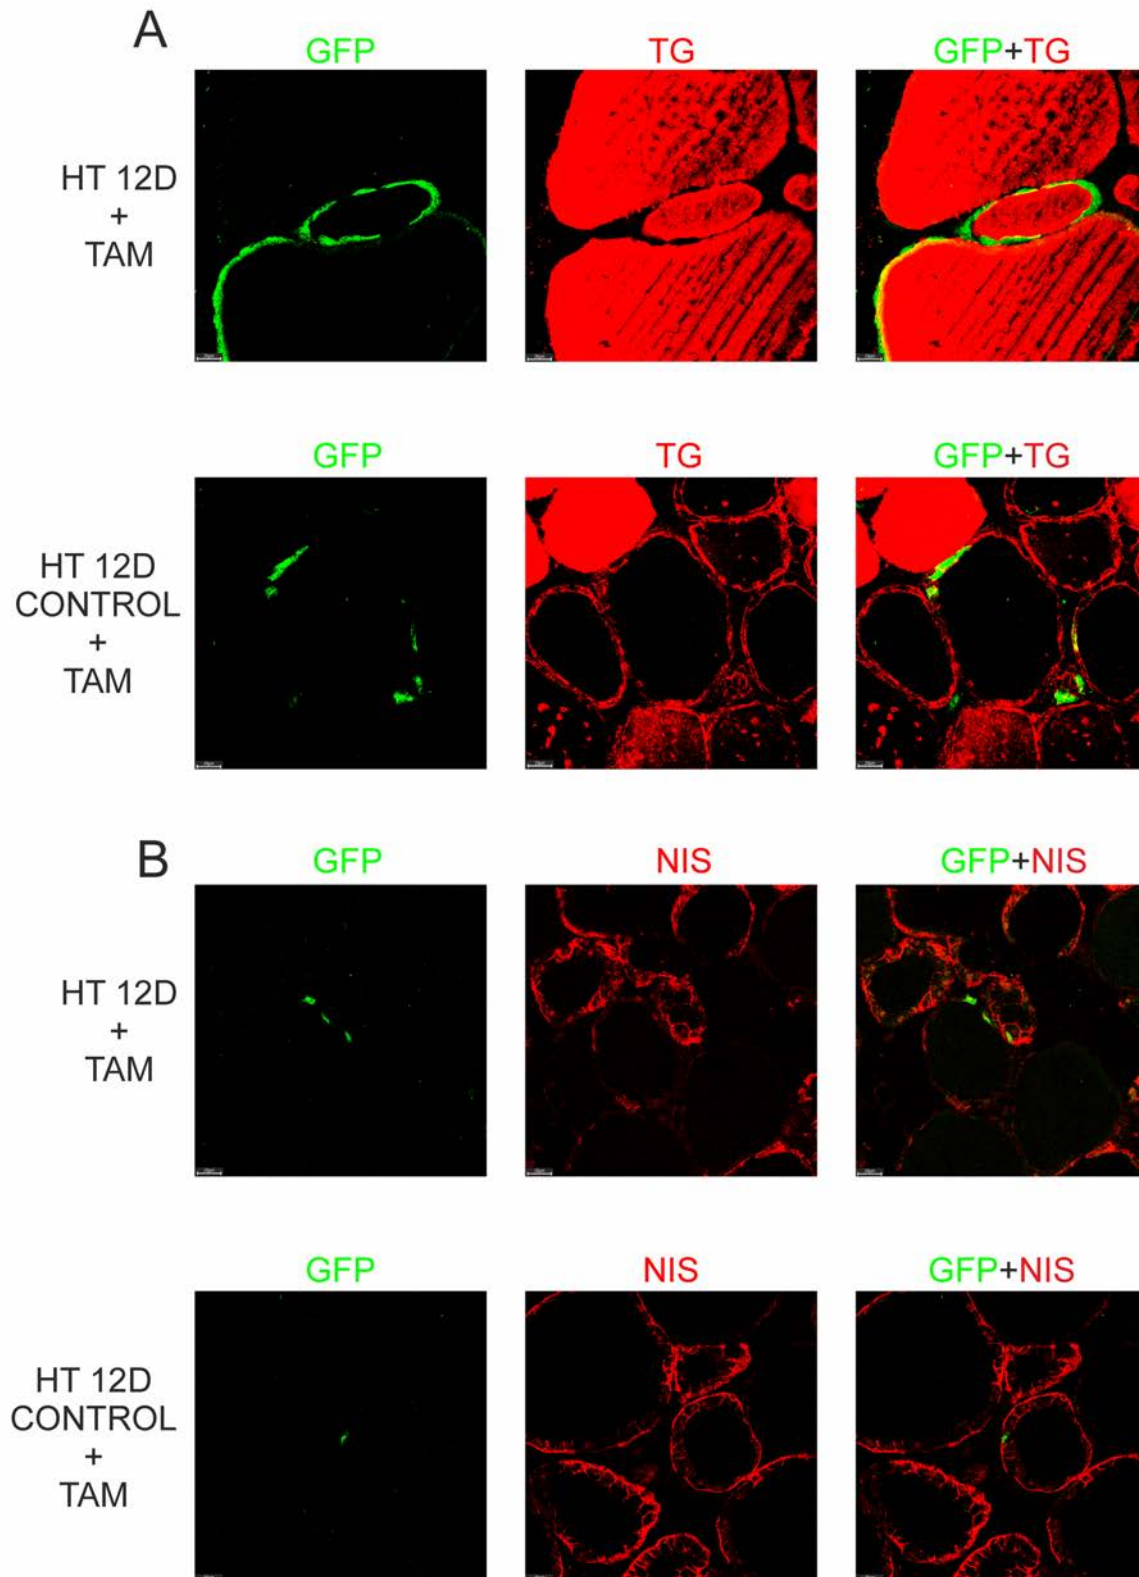 A
GFP
TG
GFP+TG
HT 12D
+
TAM
GFP
TG
GFP+TG
HT 12D
CONTROL
+
TAM
B
GFP
NIS
GFP+NIS
HT 12D
+
TAM
GFP
NIS
GFP+NIS
HT 12D
CONTROL
+
TAM